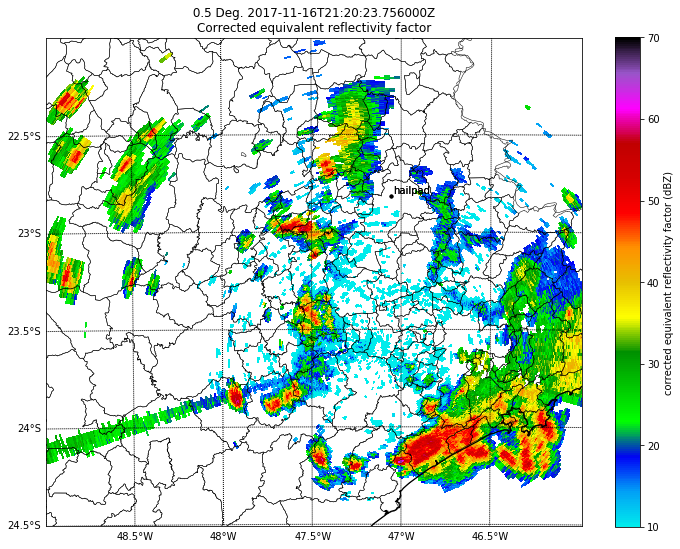 0.5 Deg. 2017-11-16T21:20:23.756000Z
Corrected equivalent reflectivity factor
70
60
50
40
30
20
10
corrected equivalent reflectivity factor (dBZ)
22.5°S
23°S
23.5°S
24°S
24.5°S
hailpad
48.5°W
48°W
47.5°W
47°W
46.5°W